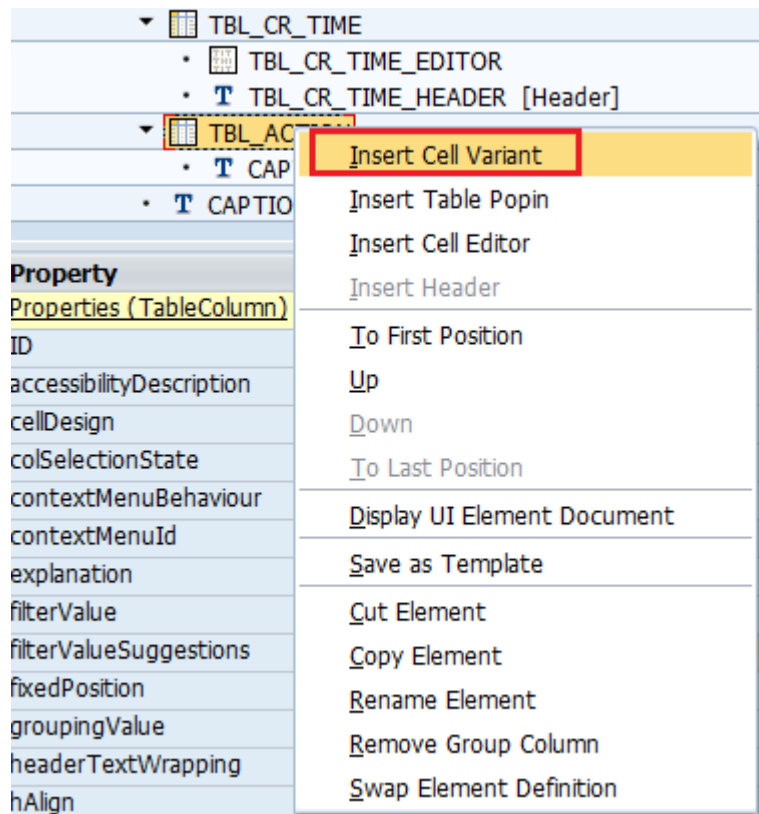 TBL_CR_TIME
TBL_CR_TIME_EDITOR
TBL_CR_TIME_HEADER [Header]
TBL_AC
CAP
CAPTIO
Insert Cell Variant
Insert Table Popin
Insert Cell Editor
Insert Header
To First Position
Up
Down
To Last Position
Display UI Element Document
Save as Template
Cut Element
Copy Element
Rename Element
Remove Group Column
Swap Element Definition
Property
Properties (TableColumn)
ID
accessibilityDescription
cellDesign
colSelectionState
contextMenuBehaviour
contextMenuId
explanation
filterValue
filterValueSuggestions
fixedPosition
groupingValue
headerTextWrapping
hAlign